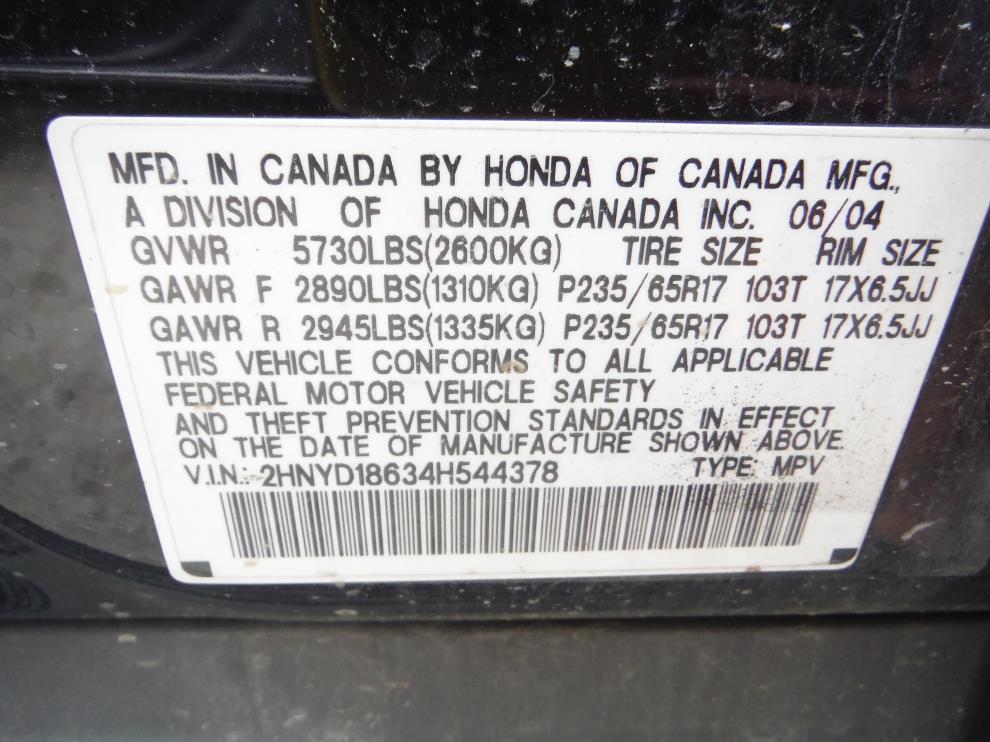 MFD. IN CANADA BY HONDA OF CANADA MFG.,
A DIVISION OF HONDA CANADA INC. 06/04
GVWR 5730LBS(2600KG) TIRE SIZE RIM SIZE
GAWR F 2890LBS(1310KG) P235/65R17 103T 17X6.5JJ
GAWR R 2945LBS(1335KG) P235/65R17 103T 17X6.5JJ
THIS VEHICLE CONFORMS TO ALL APPLICABLE
FEDERAL MOTOR VEHICLE SAFETY
AND THEFT PREVENTION STANDARDS IN EFFECT
ON THE DATE OF MANUFACTURE SHOWN ABOVE.
V.I.N.: 2HNYD18634H544378 TYPE: MPV